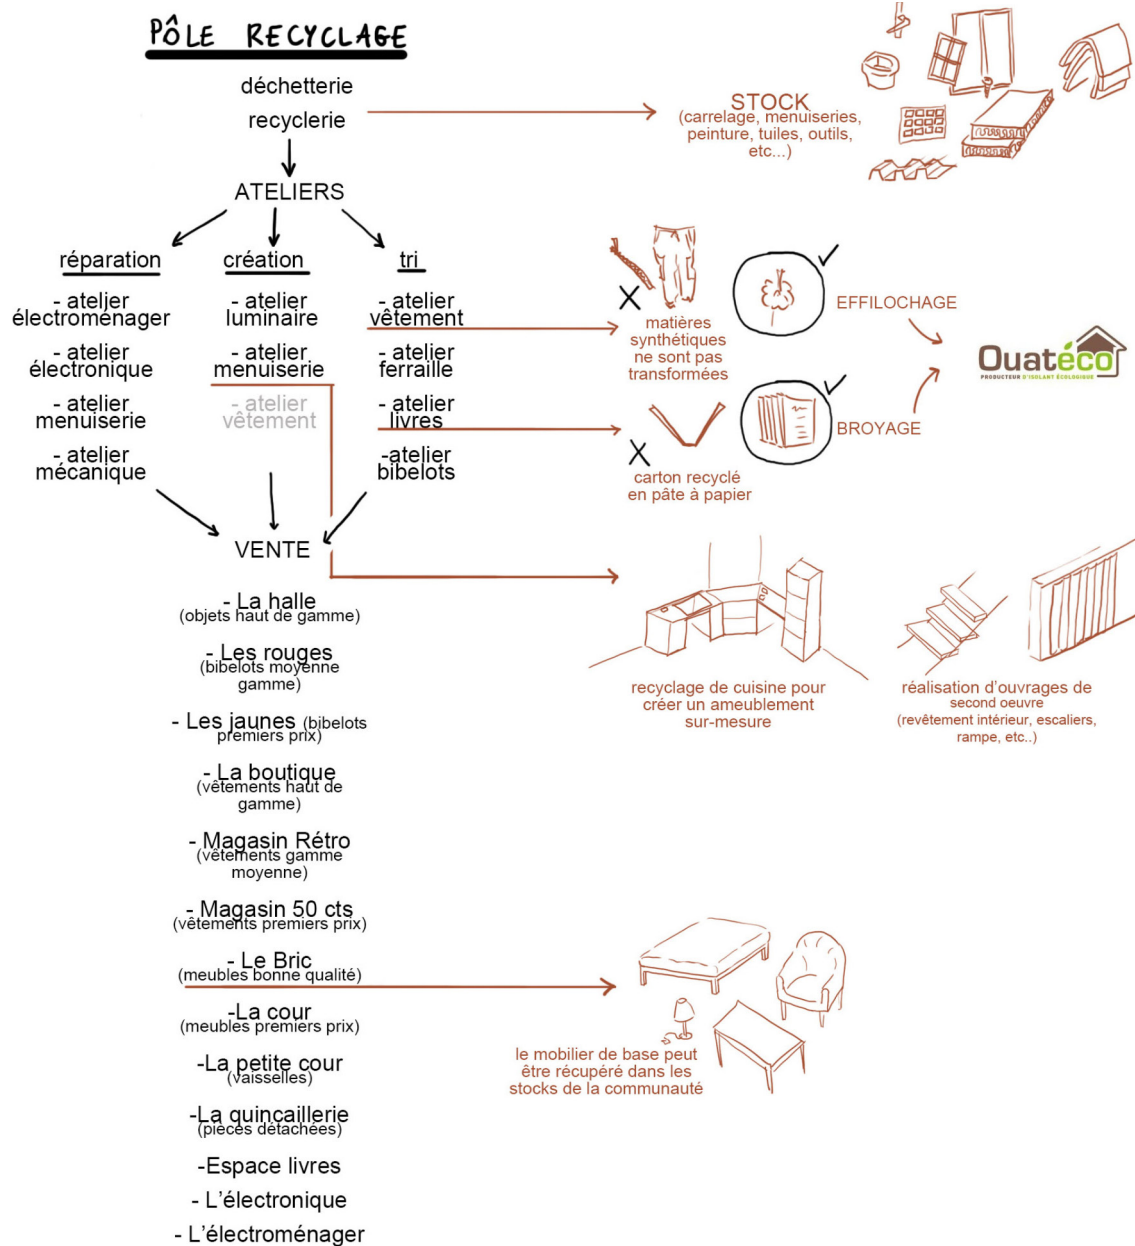 PÔLE RECYCLAGE
déchetterie
recyclerie
STOCK
(carrelage, menuiseries,
peinture, tuiles, outils,
etc...)
ATELIERS
réparation
- atelier
électroménager
- atelier
électronique
- atelier
menuiserie
- atelier
mécanique
création
- atelier
luminaire
- atelier
menuiserie
- atelier
vêtement
tri
- atelier
vêtement
- atelier
ferraille
- atelier
livres
-atelier
bibelots
matières
synthétiques
ne sont pas
transformées
EFFILOCHAGE
carton recyclé
en pâte à papier
BROYAGE
Ouatéco
PRODUCTEUR D'ISOLANT ÉCOLOGIQUE
VENTE
- La halle
(objets haut de gamme)
- Les rouges
(bibelots moyenne
gamme)
- Les jaunes (bibelots
premiers prix)
- La boutique
(vêtements haut de
gamme)
- Magasin Rétro
(vêtements gamme
moyenne)
- Magasin 50 cts
(vêtements premiers prix)
- Le Bric
(meubles bonne qualité)
-La cour
(meubles premiers prix)
-La petite cour
(vaisselles)
-La quincaillerie
(pièces détachées)
-Espace livres
- L'électronique
- L'électroménager
recyclage de cuisine pour
créer un ameublement
sur-mesure
réalisation d'ouvrages de
second oeuvre
(revêtement intérieur, escaliers,
rampe, etc..)
le mobilier de base peut
être récupéré dans les
stocks de la communauté